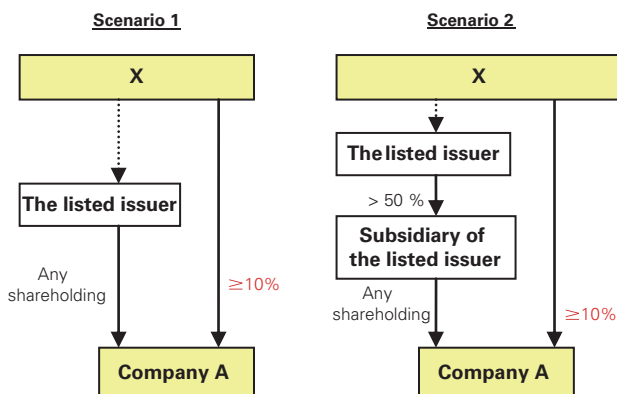 Scenario 1
X
The listed issuer
Any
shareholding
≥10%
Company A
Scenario 2
X
The listed issuer
> 50 %
Subsidiary of
the listed issuer
Any
shareholding
≥10%
Company A